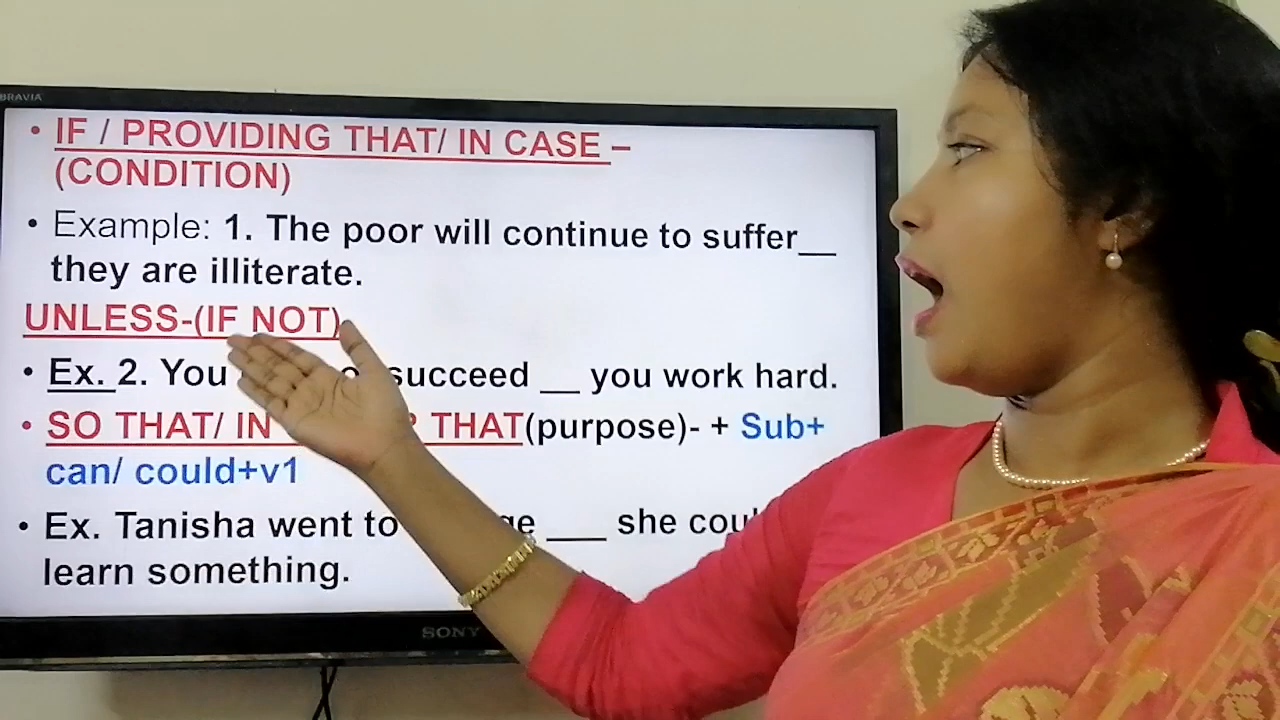 BRAVIA
• IF / PROVIDING THAT/ IN CASE –
(CONDITION)
• Example: 1. The poor will continue to suffer__
they are illiterate.
UNLESS-(IF NOT)
• Ex. 2. You succeed __ you work hard.
• SO THAT/ IN THAT(purpose)- + Sub+
can/ could+v1
• Ex. Tanisha went to ___ she
learn something.
SONY